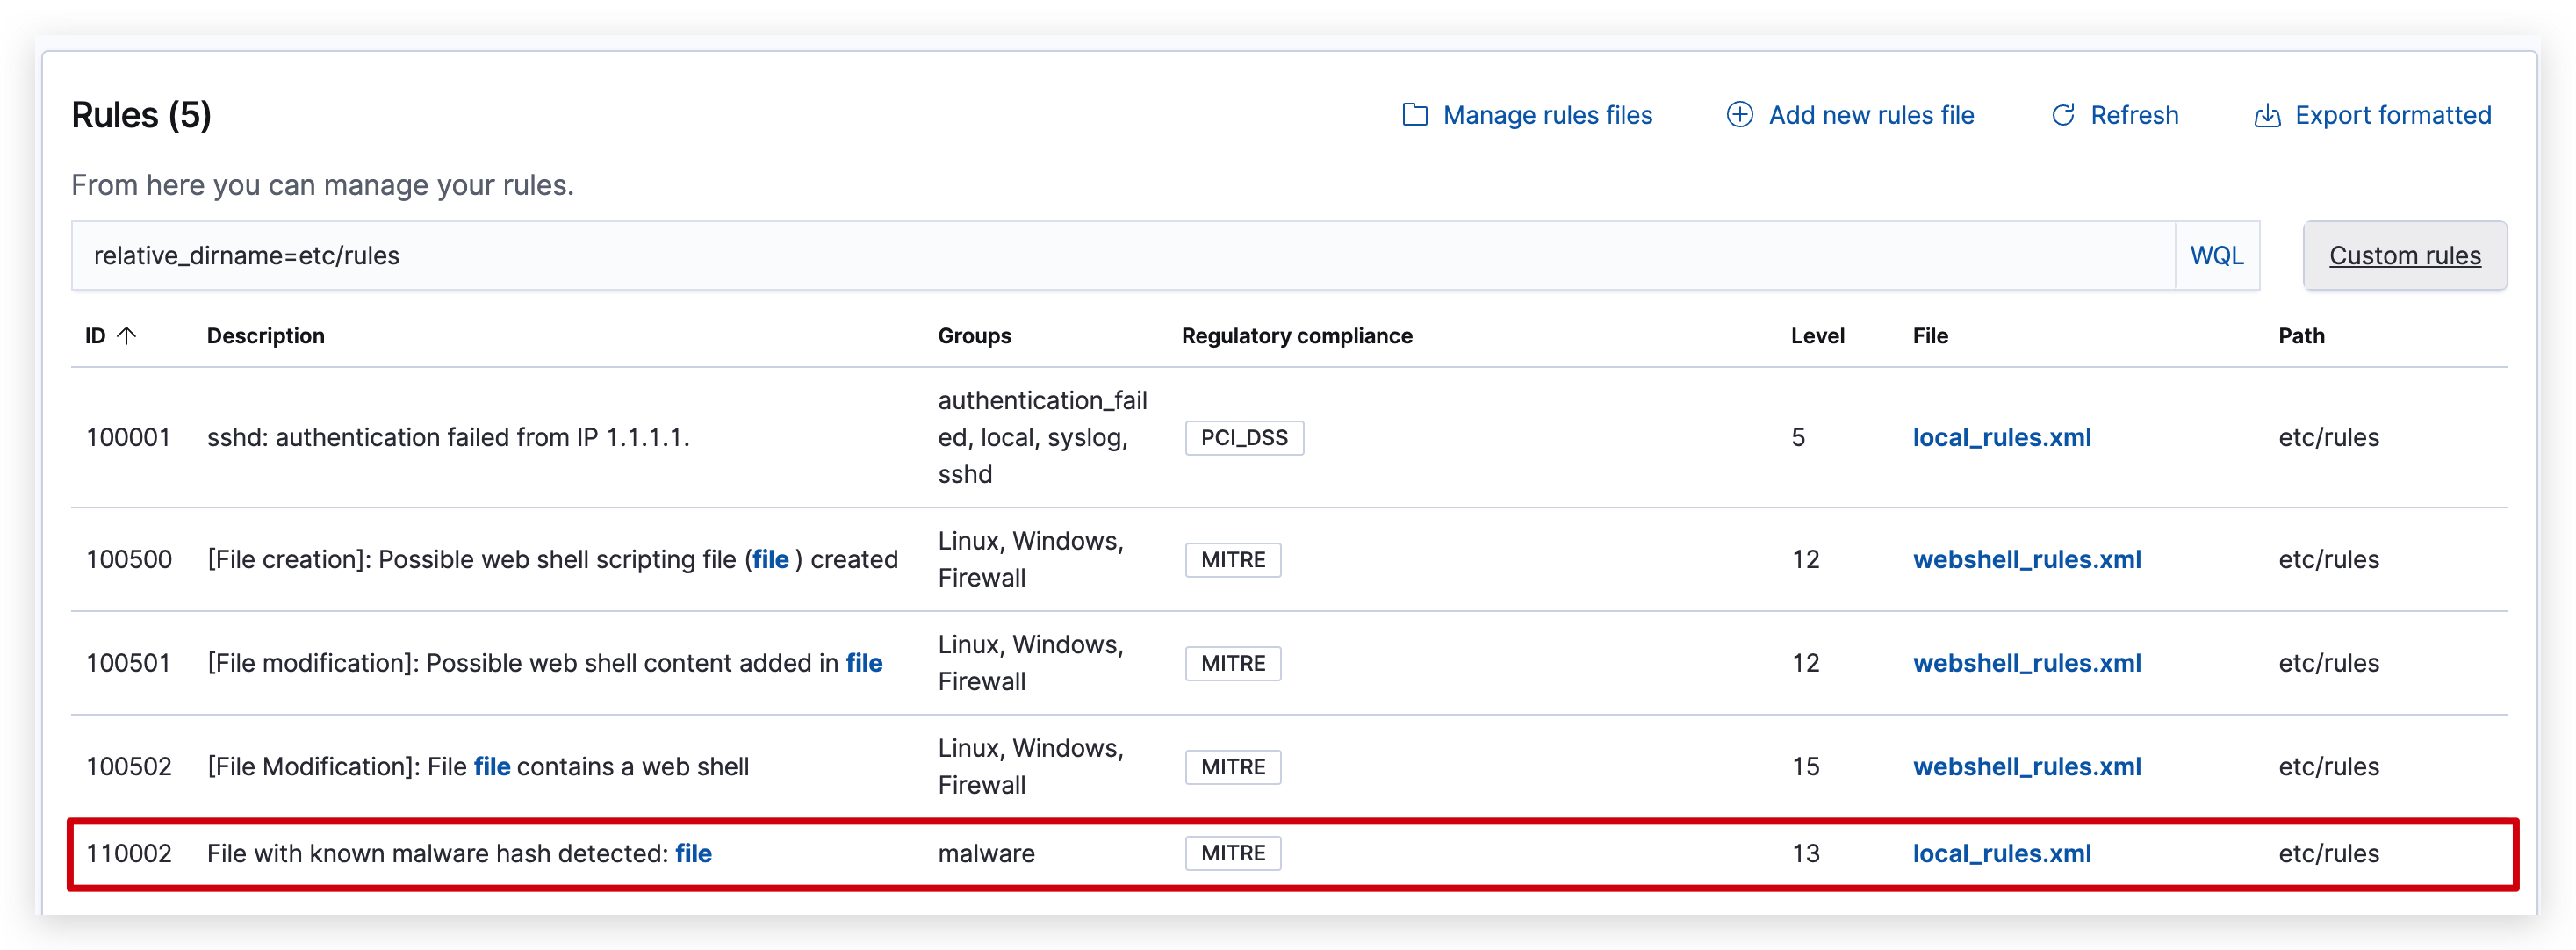 Rules (5)
Manage rules files
Add new rules file
Refresh
Export formatted
From here you can manage your rules.
relative_dirname=etc/rules
WQL
Custom rules
ID Description Groups Regulatory compliance Level File Path
100001 sshd: authentication failed from IP 1.1.1.1. authentication_fail
ed, local, syslog,
sshd PCI_DSS 5 local_rules.xml etc/rules
100500 [File creation]: Possible web shell scripting file (file ) created Linux, Windows,
Firewall MITRE 12 webshell_rules.xml etc/rules
100501 [File modification]: Possible web shell content added in file Linux, Windows,
Firewall MITRE 12 webshell_rules.xml etc/rules
100502 [File Modification]: File file contains a web shell Linux, Windows,
Firewall MITRE 15 webshell_rules.xml etc/rules
110002 File with known malware hash detected: file malware MITRE 13 local_rules.xml etc/rules